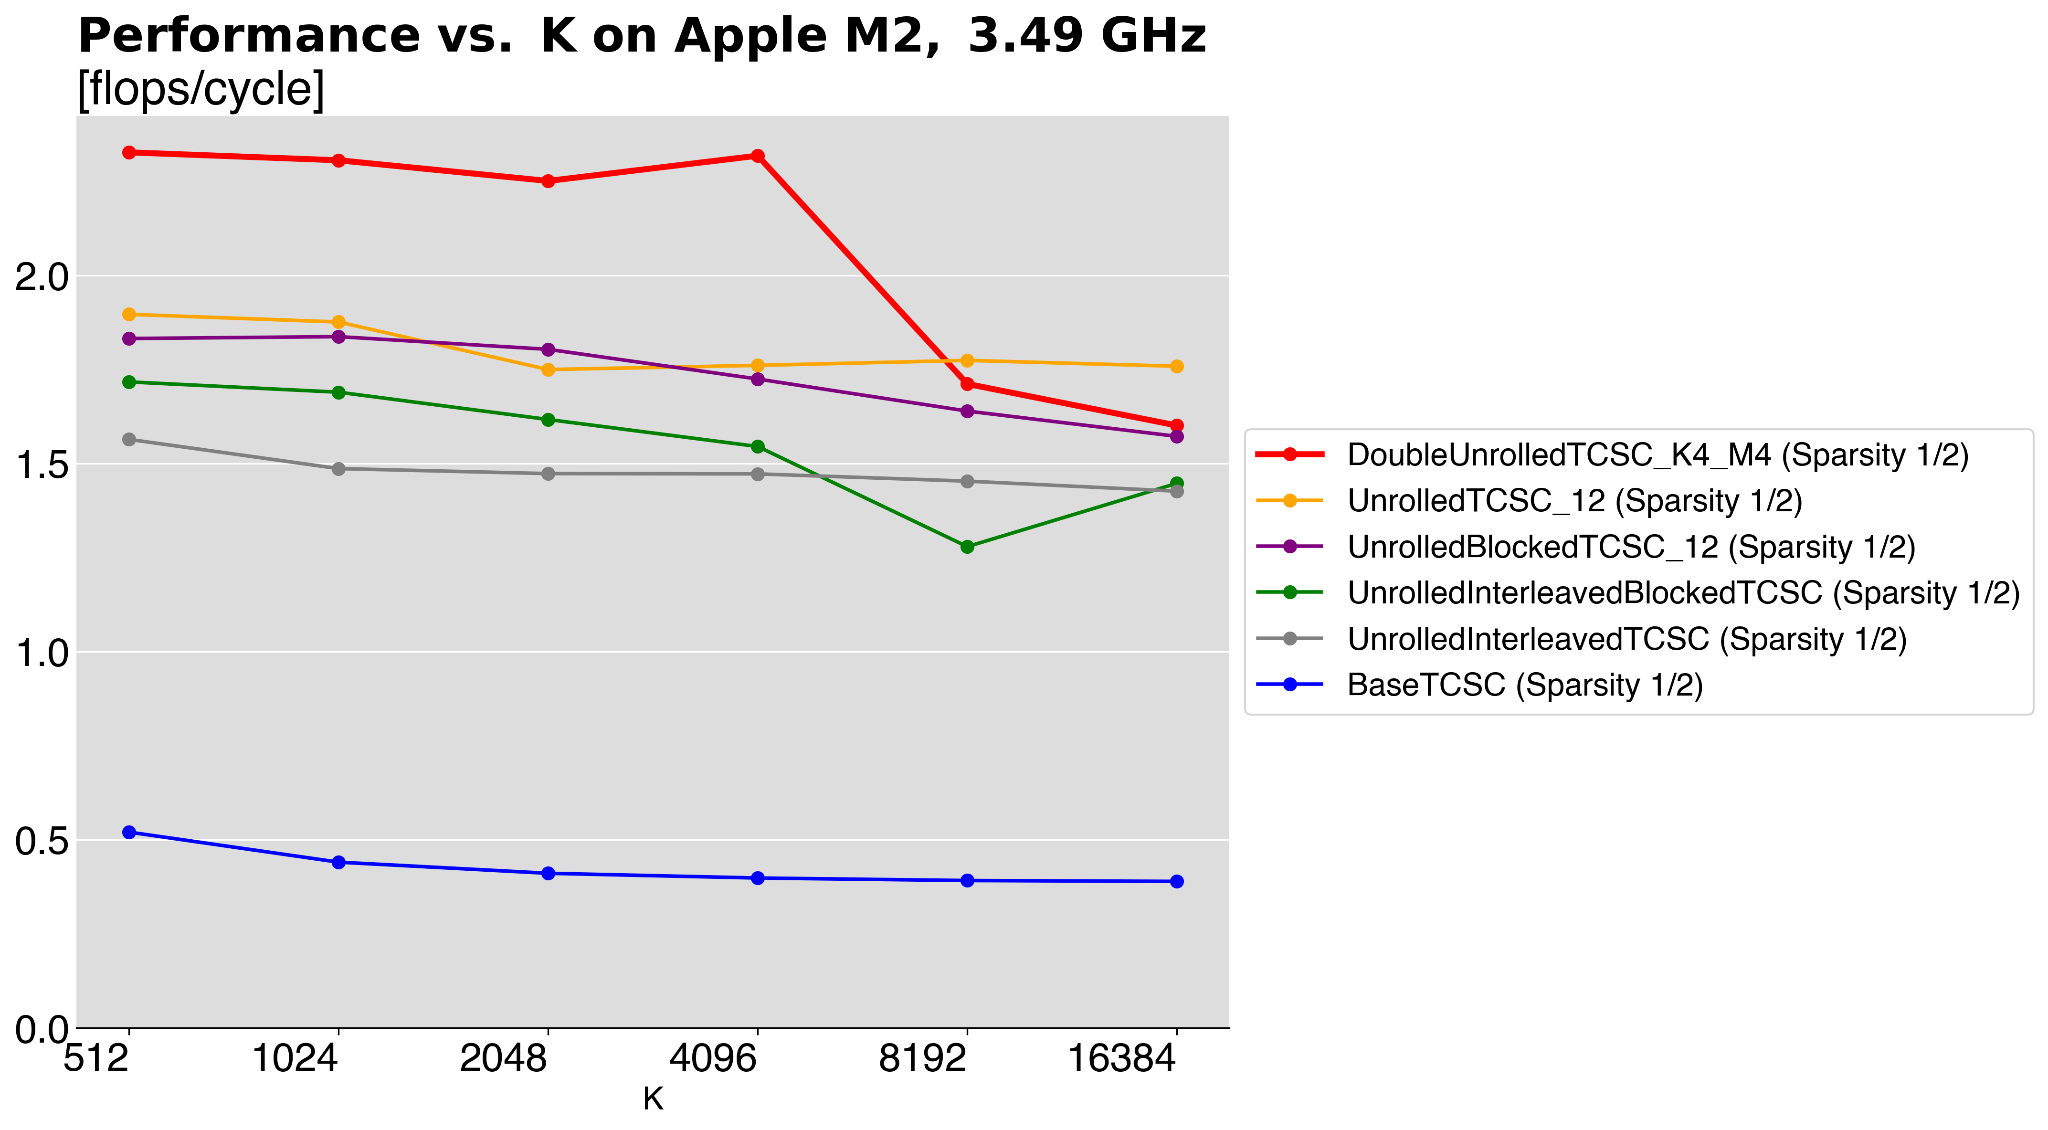 Performance vs. K on Apple M2, 3.49 GHz
[flops/cycle]
2.0
1.5
1.0
0.5
0.0
512 1024 2048 4096 8192 16384
K
DoubleUnrolledTCSC_K4_M4 (Sparsity 1/2)
UnrolledTCSC_12 (Sparsity 1/2)
UnrolledBlockedTCSC_12 (Sparsity 1/2)
UnrolledInterleavedBlockedTCSC (Sparsity 1/2)
UnrolledInterleavedTCSC (Sparsity 1/2)
BaseTCSC (Sparsity 1/2)